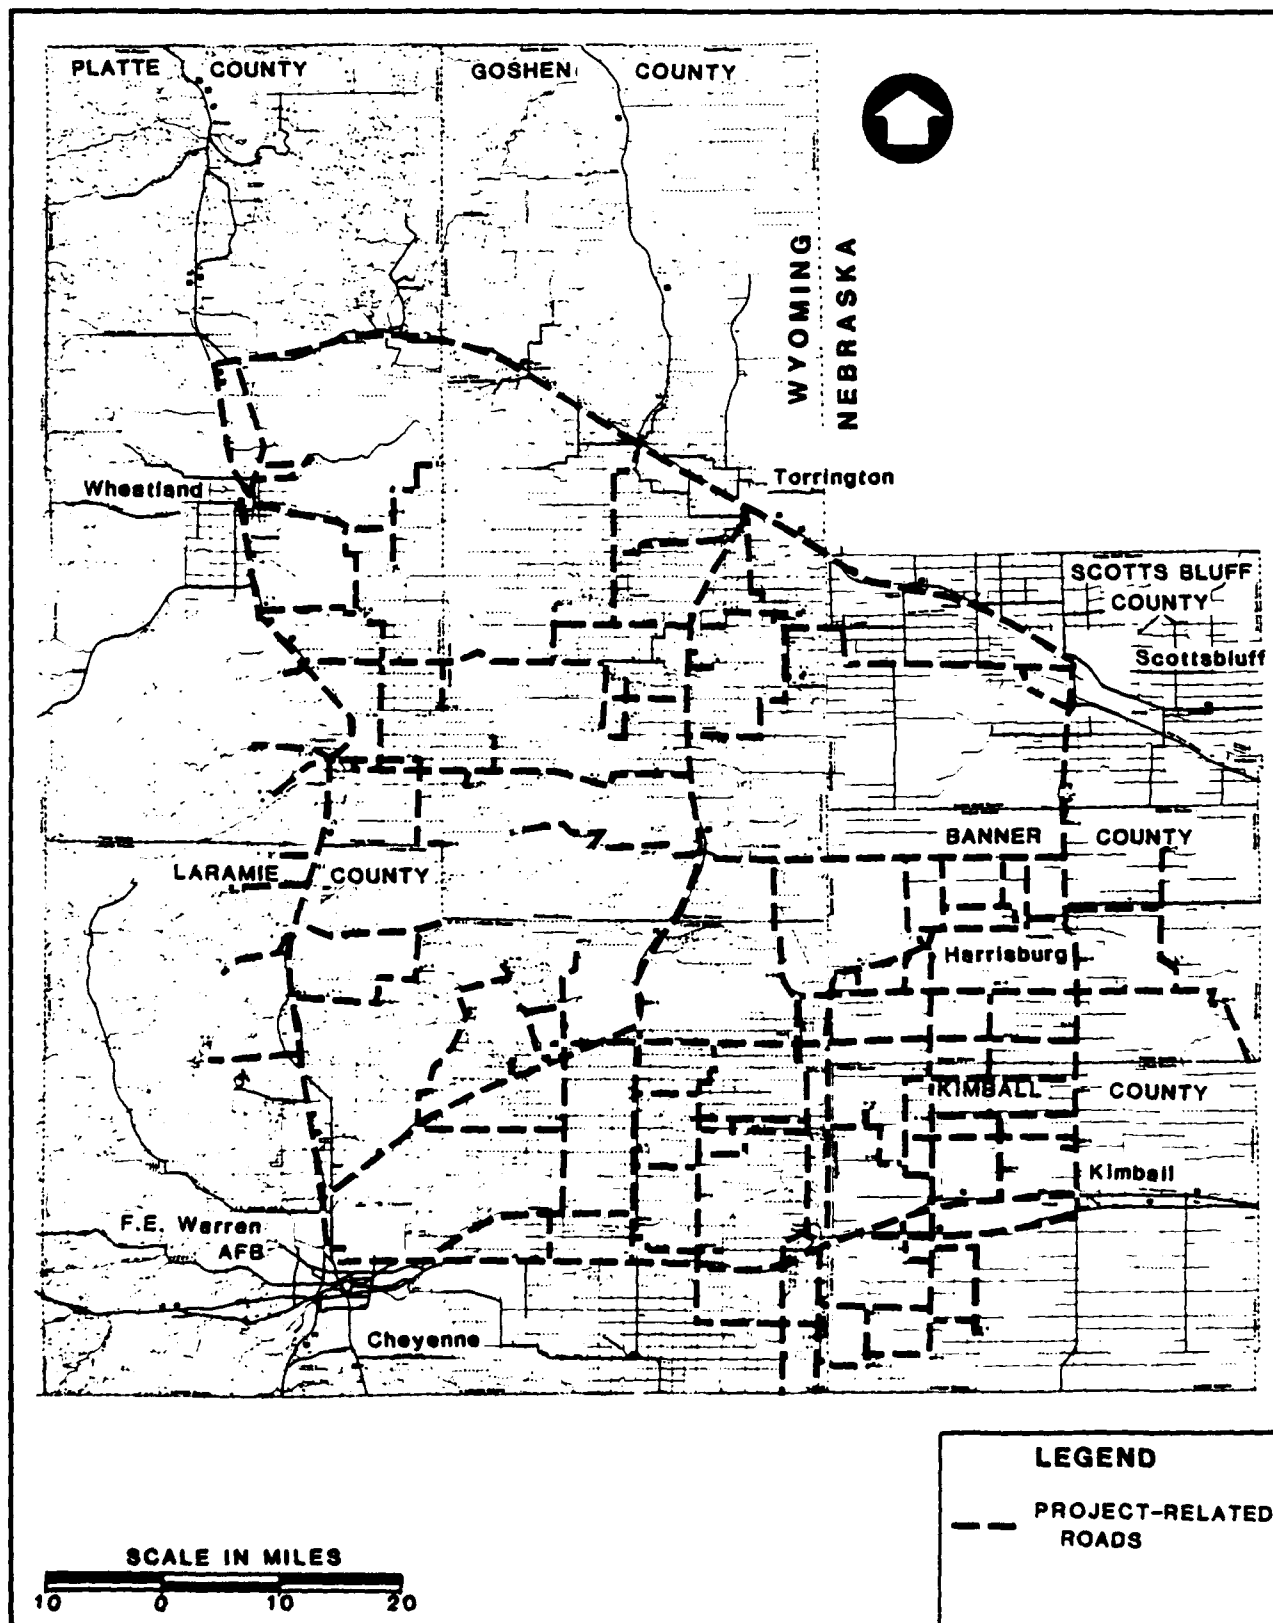 PLATTE COUNTY GOSHEN COUNTY
WYOMING
NEBRASKA
Wheatland
Torrington
SCOTTS BLUFF
COUNTY
Scottsbluff
BANNER COUNTY
LARAMIE COUNTY
Harrisburg
KIMBALL COUNTY
Kimball
F.E. Warren
AFB
Cheyenne
LEGEND
PROJECT-RELATED
ROADS
SCALE IN MILES
10 0 10 20